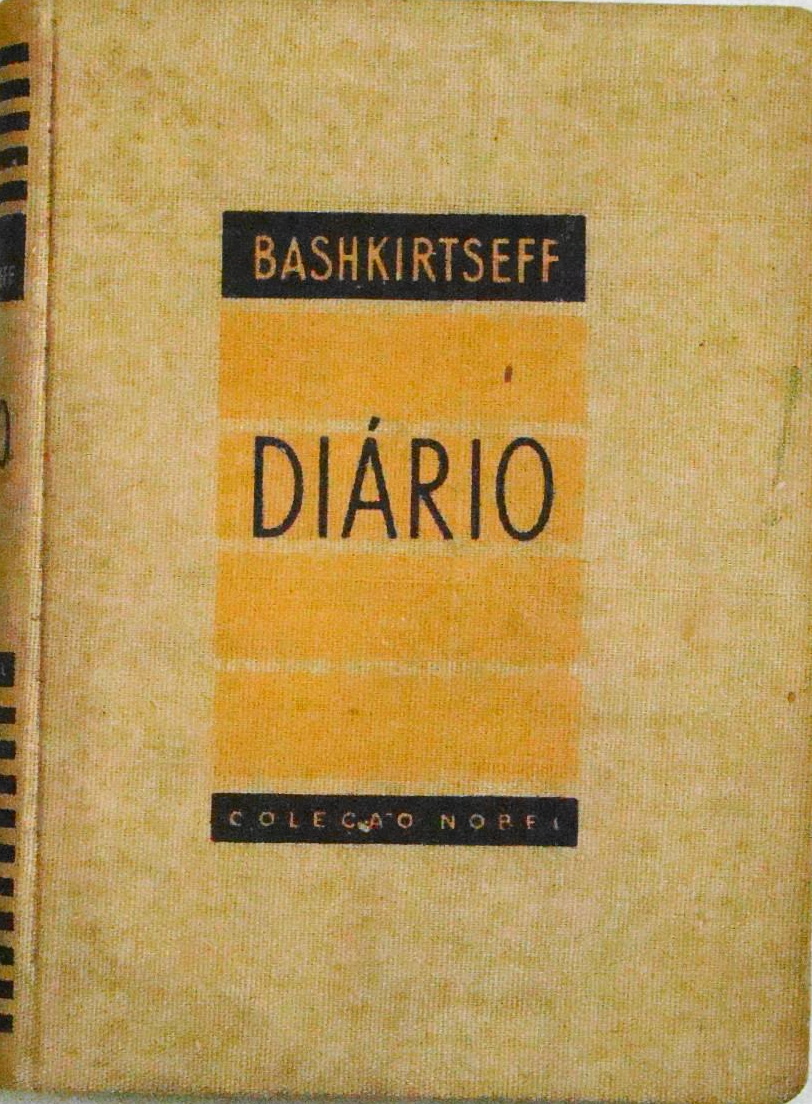 BASHKIRTSEFF
DIÁRIO
COLEÇÃO NOBEL